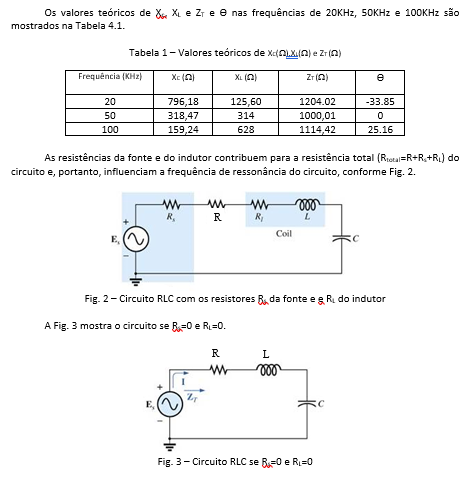 Os valores teóricos de Xc, XL e ZT e Ɵ nas frequências de 20KHz, 50KHz e 100KHz são
mostrados na Tabela 4.1.
Tabela 1 – Valores teóricos de Xc(Ω),XL(Ω) e ZT (Ω)
Frequência (KHz) Xc (Ω) XL (Ω) ZT (Ω) Ɵ
20 796,18 125,60 1204.02 -33.85
50 318,47 314 1000,01 0
100 159,24 628 1114,42 25.16
As resistências da fonte e do indutor contribuem para a resistência total (Rtotal=R+Rs+RL) do
circuito e, portanto, influenciam a frequência de ressonância do circuito, conforme Fig. 2.
Rs R Rl L
+ Es – Coil C
Fig. 2 – Circuito RLC com os resistores Rs da fonte e e RL do indutor
A Fig. 3 mostra o circuito se Rs=0 e RL=0.
R L
+ I ZT
Es – C
Fig. 3 – Circuito RLC se Rs=0 e RL=0